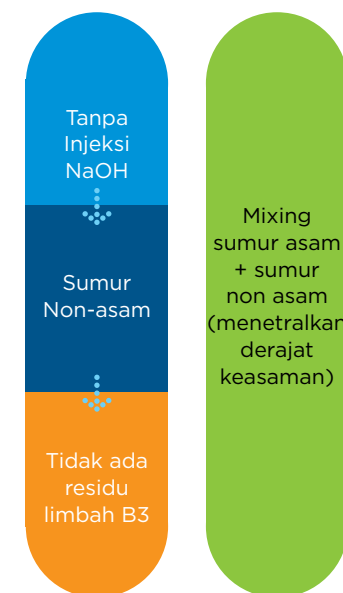 Tanpa
Injeksi
NaOH
Sumur
Non-asam
Tidak ada
residu
limbah B3
Mixing
sumur asam
+ sumur
non asam
(menetralkan
derajat
keasaman)